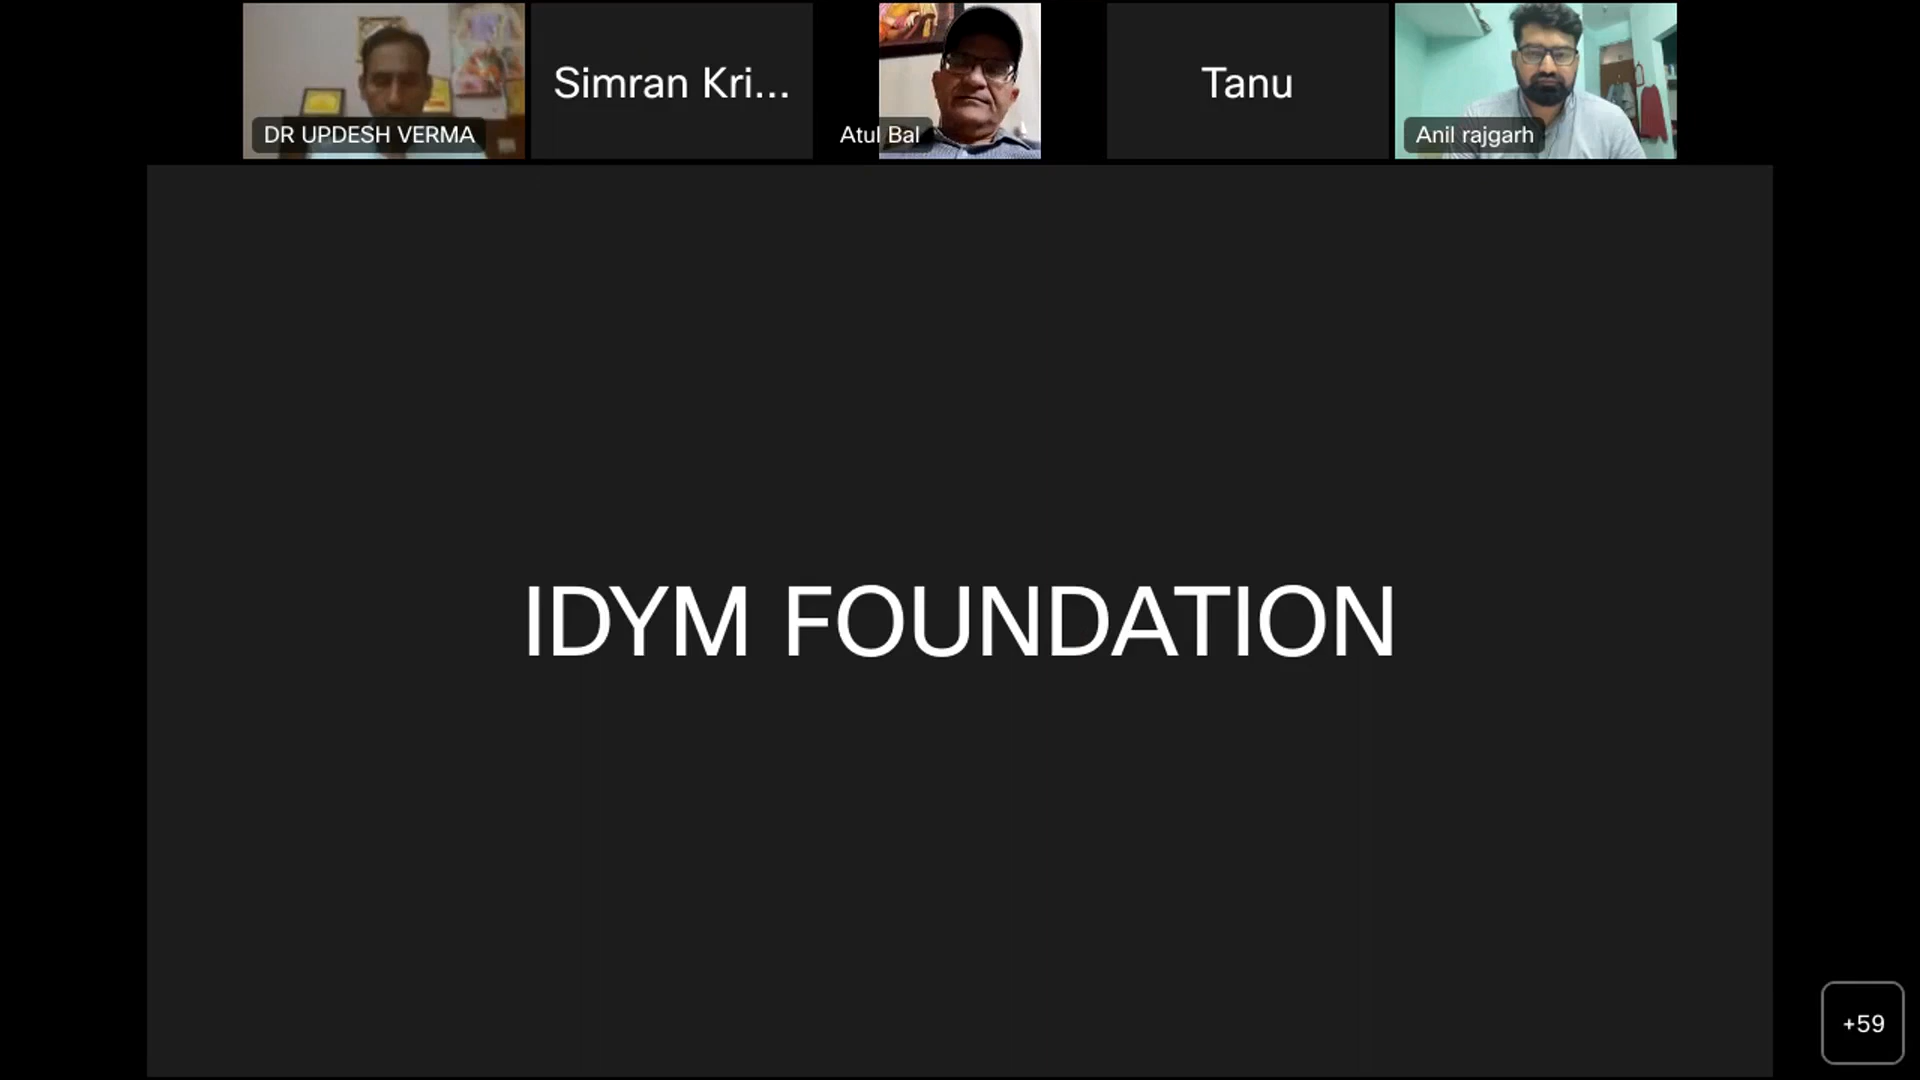 DR UPDESH VERMA
Simran Kri...
Atul Bal
Tanu
Anil rajgarh
IDYM FOUNDATION
+59